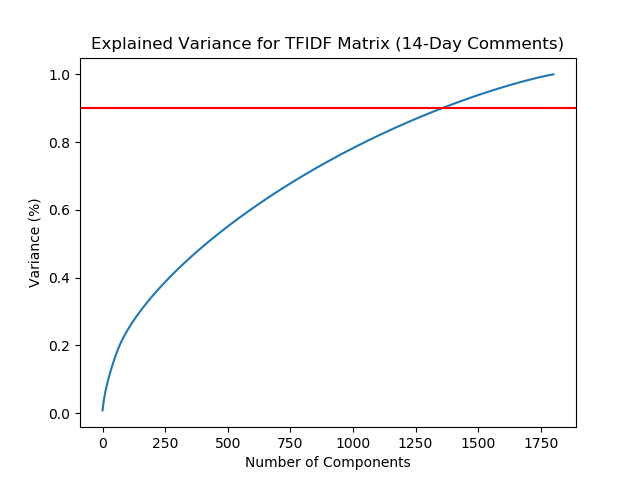 Explained Variance for TFIDF Matrix (14-Day Comments)
1.0
0.8
0.6
0.4
0.2
0.0
Variance (%)
0 250 500 750 1000 1250 1500 1750
Number of Components